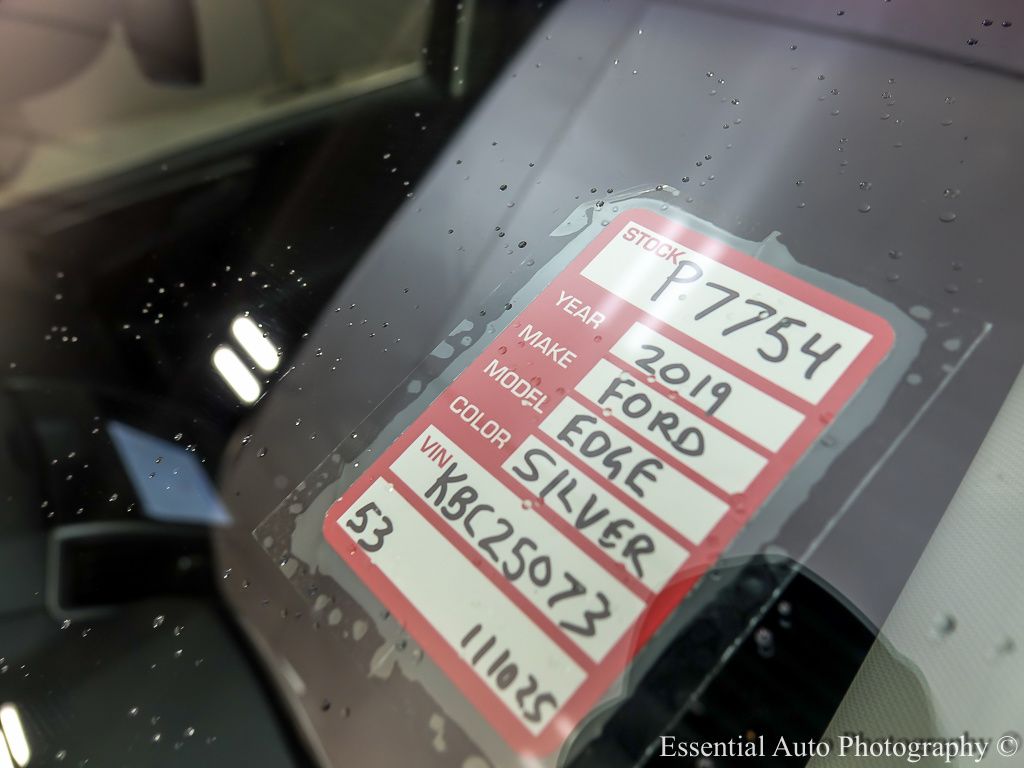 STOCK P7754
YEAR 2019
MAKE FORD
MODEL EDGE
COLOR SILVER
VIN KBC25073
53
111025
Essential Auto Photography ©